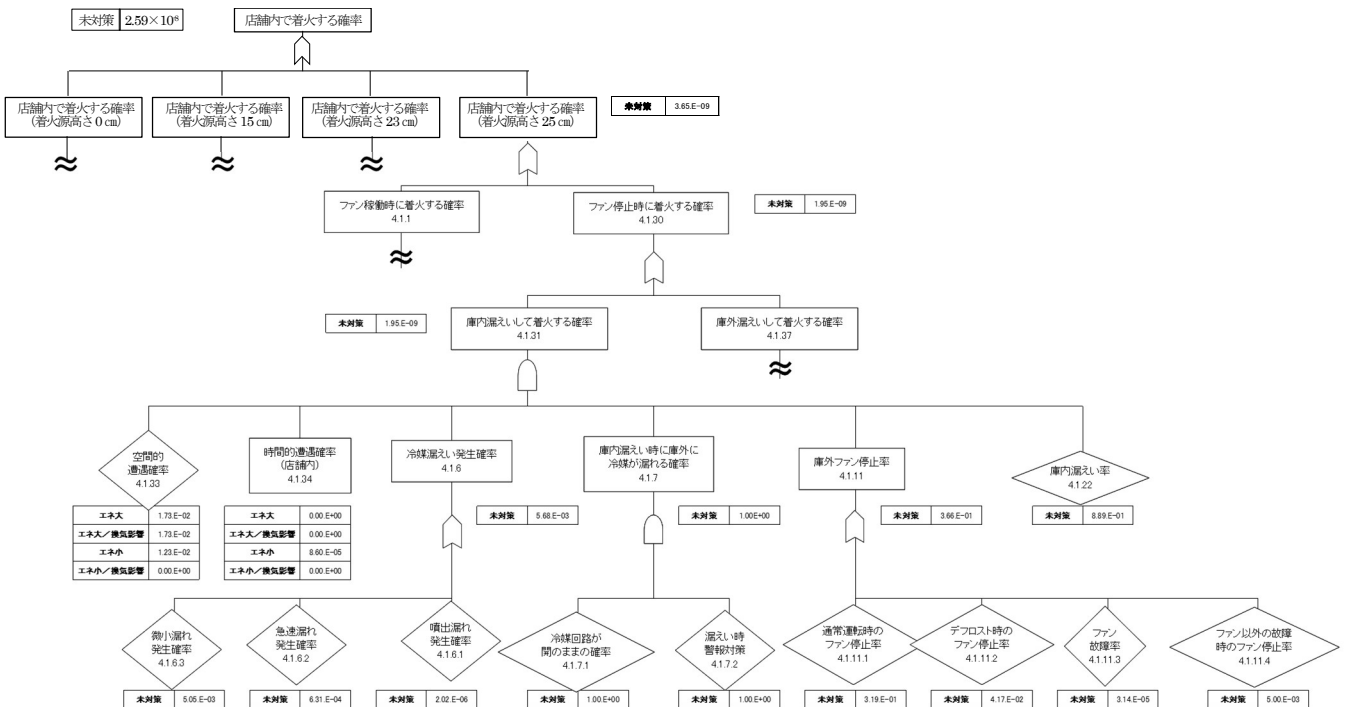 未対策 2.59×10⁸
店舗内で着火する確率
店舗内で着火する確率
(着火源高さ0㎝)
店舗内で着火する確率
(着火源高さ15㎝)
店舗内で着火する確率
(着火源高さ23㎝)
店舗内で着火する確率
(着火源高さ25㎝)
未対策 3.65.E-09
ファン稼働時に着火する確率
4.1.1
ファン停止時に着火する確率
4.1.30
未対策 1.95.E-09
未対策 1.95.E-09
庫内漏えいして着火する確率
4.1.31
庫外漏えいして着火する確率
4.1.37
空間的
遭遇確率
4.1.33
時間的遭遇確率
(店舗内)
4.1.34
冷媒漏えい発生確率
4.1.6
庫内漏えい時に庫外に
冷媒が漏れる確率
4.1.7
庫外ファン停止率
4.1.11
庫内漏えい率
4.1.22
エネ大 1.73.E-02
エネ大/換気影響 1.73.E-02
エネ小 1.23.E-02
エネ小/換気影響 0.00.E+00
エネ大 0.00.E+00
エネ大/換気影響 0.00.E+00
エネ小 8.60.E-05
エネ小/換気影響 0.00.E+00
未対策 5.68.E-03
未対策 1.00E+00
未対策 3.66.E-01
未対策 8.89.E-01
微小漏れ
発生確率
4.1.6.3
急速漏れ
発生確率
4.1.6.2
噴出漏れ
発生確率
4.1.6.1
冷媒回路が
開のままの確率
4.1.7.1
漏えい時
警報対策
4.1.7.2
通常運転時の
ファン停止率
4.1.11.1
デフロスト時の
ファン停止率
4.1.11.2
ファン
故障率
4.1.11.3
ファン以外の故障
時のファン停止率
4.1.11.4
未対策 5.05.E-03
未対策 6.31.E-04
未対策 2.02.E-06
未対策 1.00.E+00
未対策 1.00.E+00
未対策 3.19.E-01
未対策 4.17.E-02
未対策 3.14.E-05
未対策 5.00.E-03